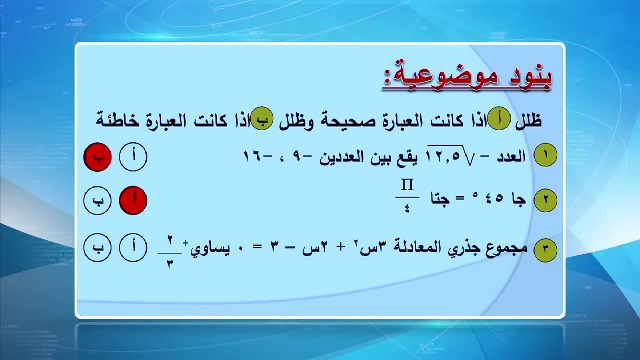 بنود موضوعية:
ظلل أ اذا كانت العبارة صحيحة وظلل ب اذا كانت العبارة خاطئة
١ العدد -√١٢,٥ يقع بين العددين -٩ ، -١٦ أ ب
٢ جا ٤٥° = جتا Π/٤ أ ب
٣ مجموع جذري المعادلة ٣س٢ + ٢س - ٣ = ٠ يساوي +٢/٣ أ ب